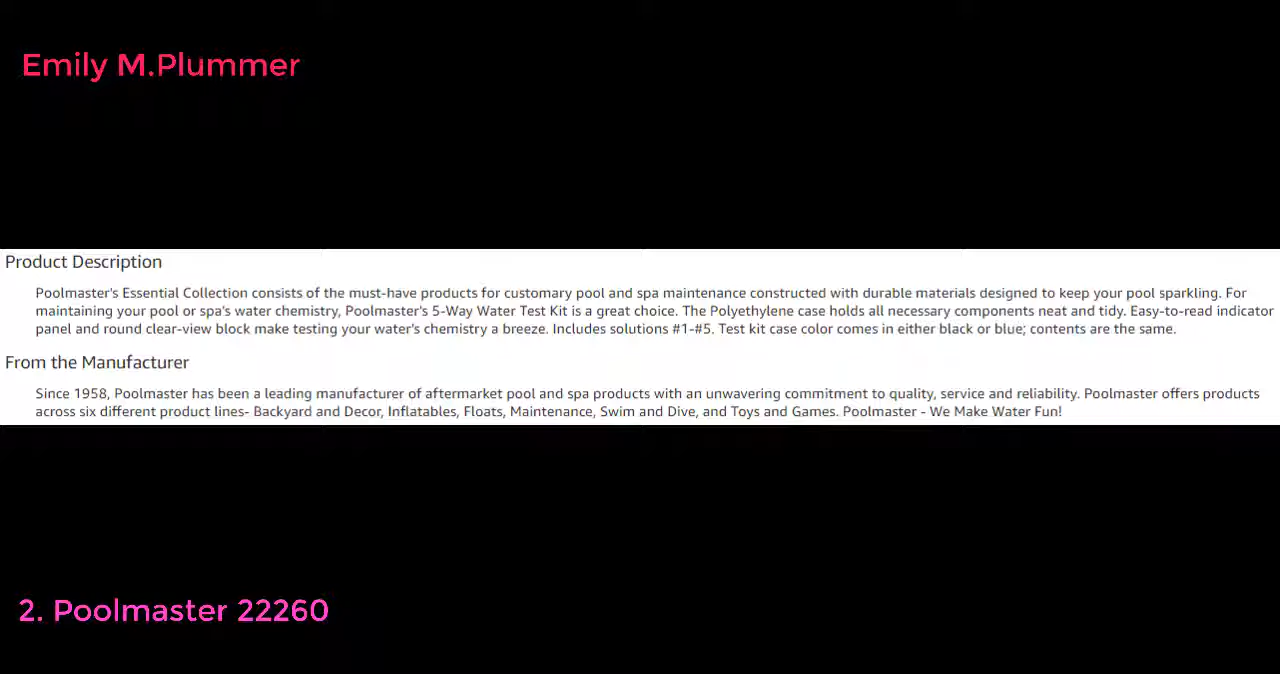 Emily M.Plummer
Product Description
Poolmaster's Essential Collection consists of the must-have products for customary pool and spa maintenance constructed with durable materials designed to keep your pool sparkling. For
maintaining your pool or spa's water chemistry, Poolmaster's 5-Way Water Test Kit is a great choice. The Polyethylene case holds all necessary components neat and tidy. Easy-to-read indicator
panel and round clear-view block make testing your water's chemistry a breeze. Includes solutions #1-#5. Test kit case color comes in either black or blue; contents are the same.
From the Manufacturer
Since 1958, Poolmaster has been a leading manufacturer of aftermarket pool and spa products with an unwavering commitment to quality, service and reliability. Poolmaster offers products
across six different product lines- Backyard and Decor, Inflatables, Floats, Maintenance, Swim and Dive, and Toys and Games. Poolmaster - We Make Water Fun!
2. Poolmaster 22260